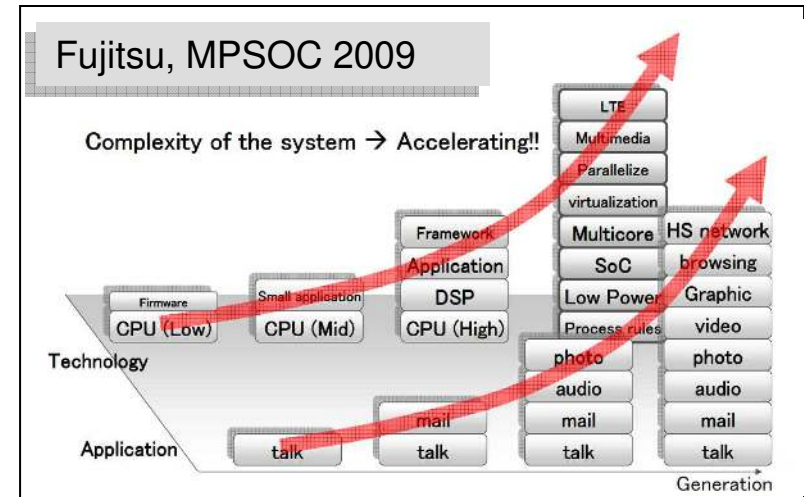 Fujitsu, MPSOC 2009
Complexity of the system → Accelerating!!
LTE
Multimedia
Parallelize
virtualization
Multicore
SoC
Low Power
Process rules
Framework
Application
DSP
CPU (High)
Small application
CPU (Mid)
Firmware
CPU (Low)
Technology
HS network
browsing
Graphic
video
photo
audio
mail
talk
photo
audio
mail
talk
mail
talk
talk
Application
Generation